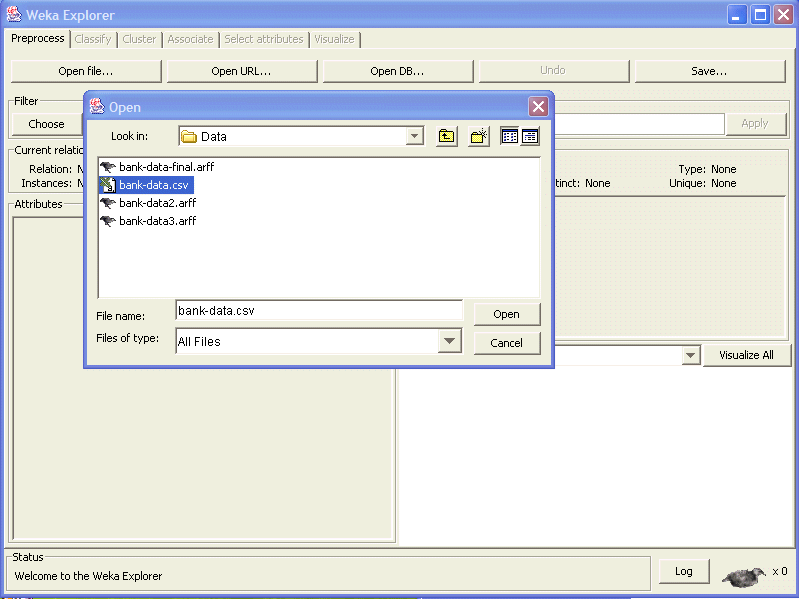 Weka Explorer
Preprocess Classify Cluster Associate Select attributes Visualize
Open file... Open URL... Open DB... Undo Save...
Filter
Choose Apply
Open
Look in: Data
bank-data-final.arff
bank-data.csv
bank-data2.arff
bank-data3.arff
File name: bank-data.csv Open
Files of type: All Files Cancel
Current relatio
Relation: N Type: None
Instances: N tinct: None Unique: None
Attributes
Visualize All
Status
Welcome to the Weka Explorer
Log x 0